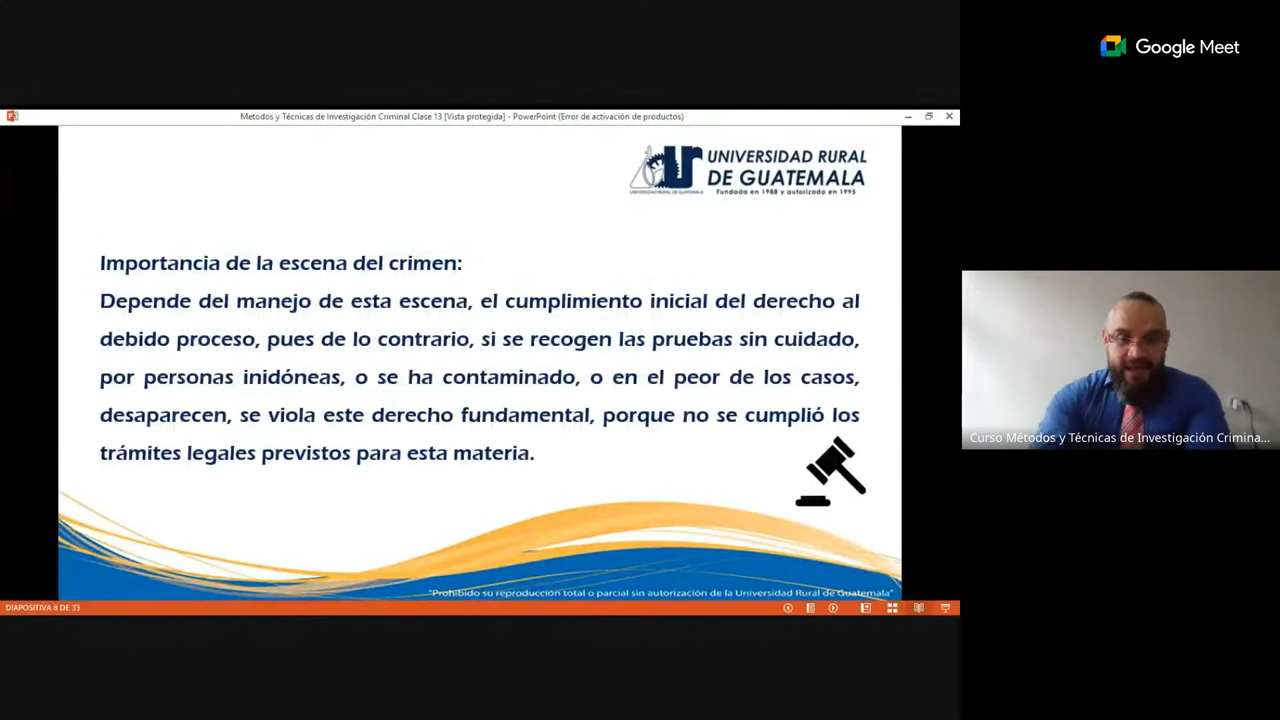 Google Meet
Metodos y Técnicas de Investigación Criminal Clase 13 [Vista protegida] - PowerPoint (Error de activación de productos)
UNIVERSIDAD RURAL
DE GUATEMALA
Fundada en 1988 y autorizada en 1995
UNIVERSIDAD RURAL DE GUATEMALA
Importancia de la escena del crimen:
Depende del manejo de esta escena, el cumplimiento inicial del derecho al
debido proceso, pues de lo contrario, si se recogen las pruebas sin cuidado,
por personas inidóneas, o se ha contaminado, o en el peor de los casos,
desaparecen, se viola este derecho fundamental, porque no se cumplió los
trámites legales previstos para esta materia.
Curso Métodos y Técnicas de Investigación Crimina...
"Prohibido su reproducción total o parcial sin autorización de la Universidad Rural de Guatemala"
DIAPOSITIVA 8 DE 33